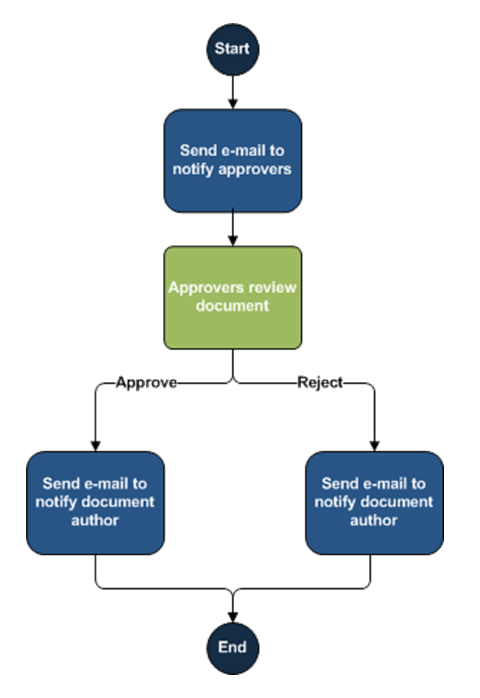 Start
Send e-mail to
notify approvers
Approvers review
document
Approve
Reject
Send e-mail to
notify document
author
Send e-mail to
notify document
author
End